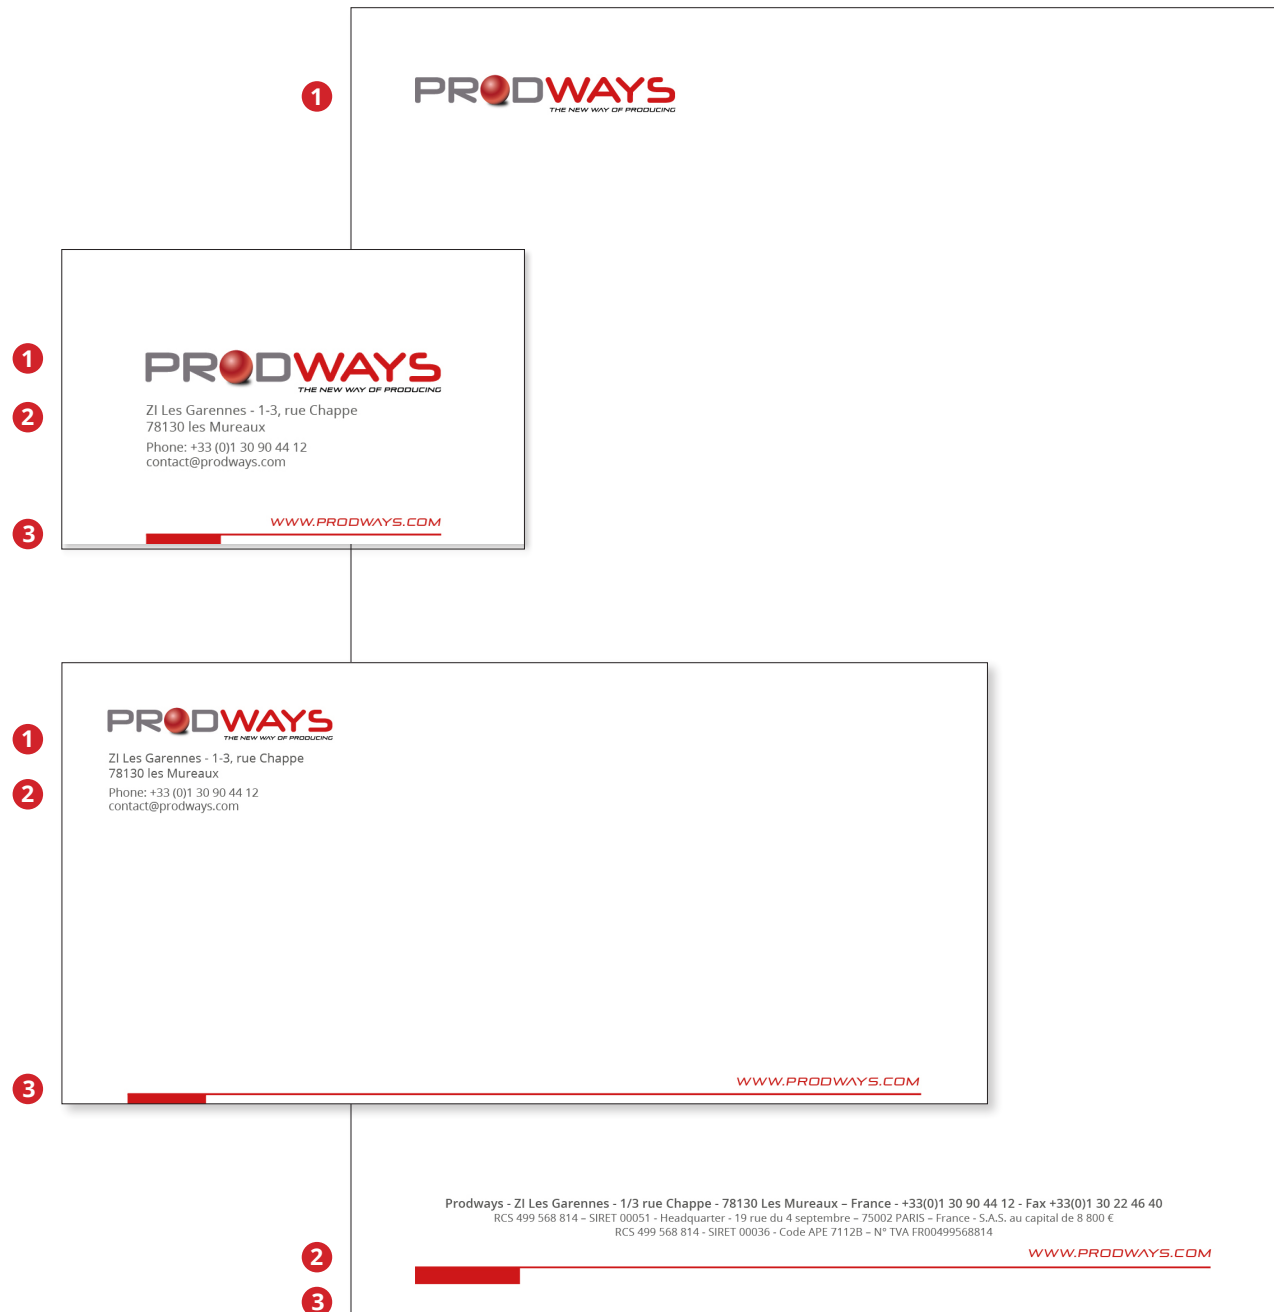 1
PRODWAYS
THE NEW WAY OF PRODUCING
1
PRODWAYS
THE NEW WAY OF PRODUCING
2
ZI Les Garennes - 1-3, rue Chappe
78130 les Mureaux
Phone: +33 (0)1 30 90 44 12
contact@prodways.com
3
WWW.PRODWAYS.COM
1
PRODWAYS
THE NEW WAY OF PRODUCING
ZI Les Garennes - 1-3, rue Chappe
78130 les Mureaux
2
Phone: +33 (0)1 30 90 44 12
contact@prodways.com
3
WWW.PRODWAYS.COM
Prodways - ZI Les Garennes - 1/3 rue Chappe - 78130 Les Mureaux – France - +33(0)1 30 90 44 12 - Fax +33(0)1 30 22 46 40
RCS 499 568 814 – SIRET 00051 - Headquarter - 19 rue du 4 septembre – 75002 PARIS – France - S.A.S. au capital de 8 800 €
RCS 499 568 814 - SIRET 00036 - Code APE 7112B – N° TVA FR00499568814
2
WWW.PRODWAYS.COM
3